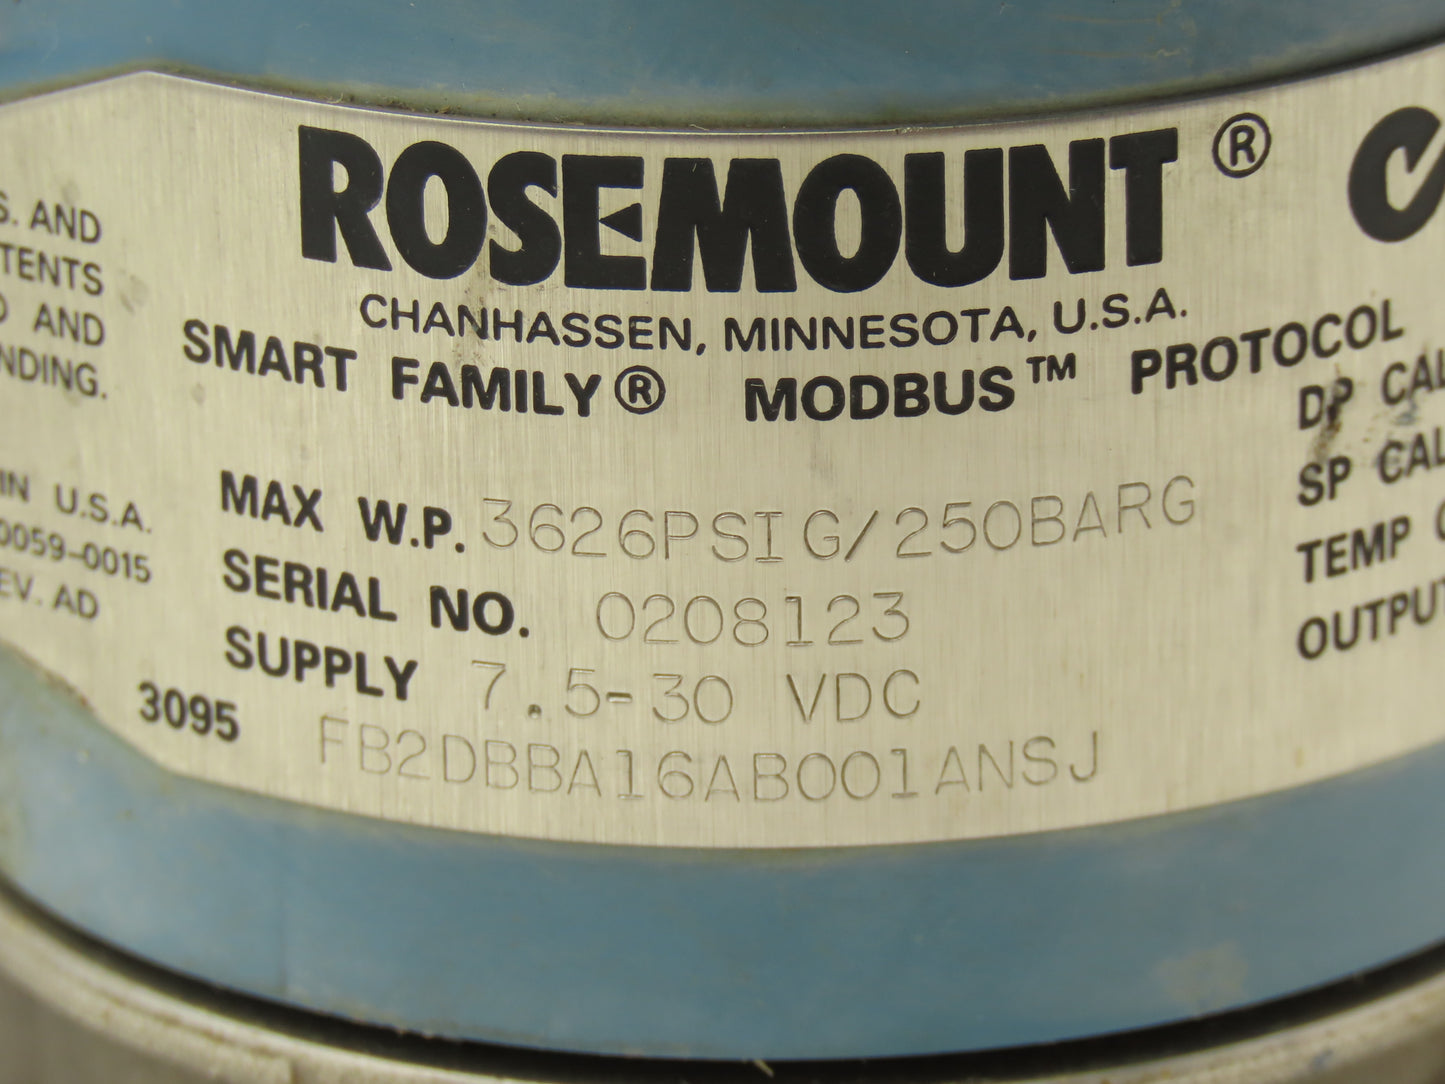 ROSEMOUNT®
CHANHASSEN, MINNESOTA, U.S.A.
SMART FAMILY® MODBUS™ PROTOCOL
MAX W.P. 3626PSIG/250BARG
SERIAL NO. 0208123
SUPPLY 7.5-30 VDC
3095 FB2DBBA16AB001ANSJ
S. AND
TENTS
AND
NDING.
IN U.S.A.
0059-0015
EV. AD
DP CAL
SP CAL
TEMP
OUTPUT